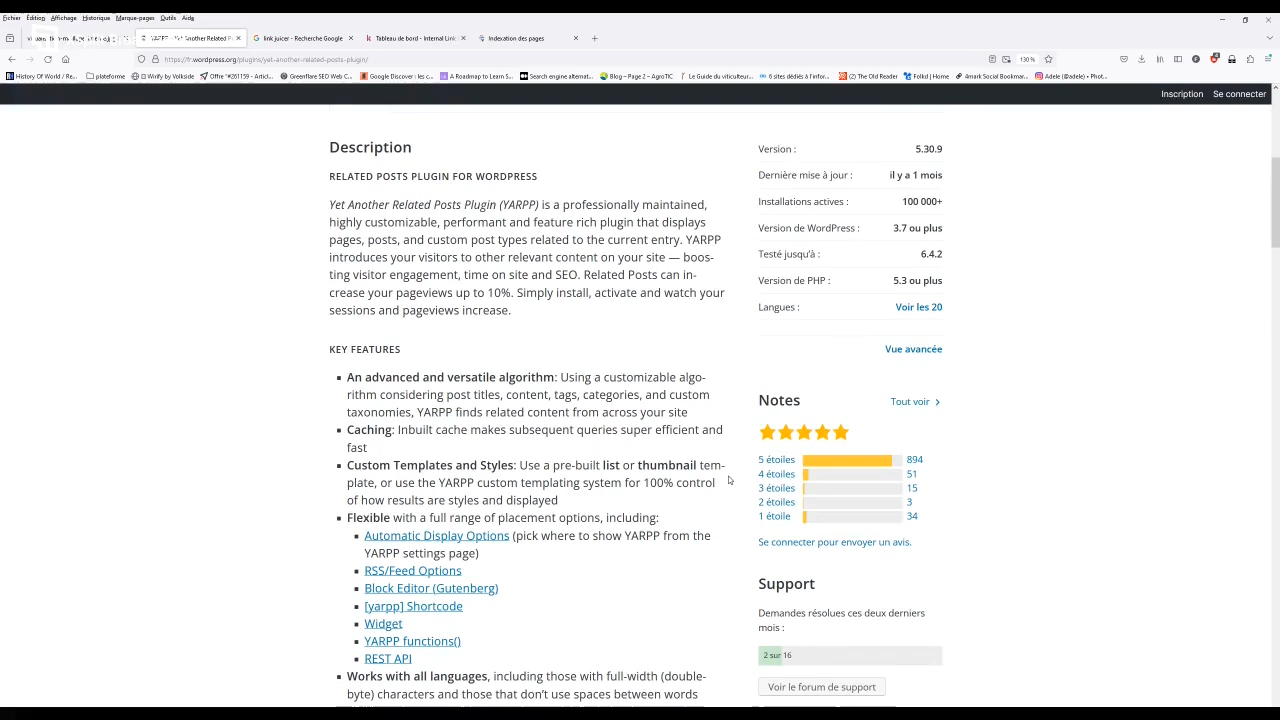 Fichier Édition Affichage Historique Marque-pages Outils Aide
YARPP – Yet Another Related P
link juicer - Recherche Google
Tableau de bord - Internal Link
Indexation des pages
https://fr.wordpress.org/plugins/yet-another-related-posts-plugin/
130 %
History Of World / Re...
plateforme
Wirify by Volkside
Offre "#261159 - Articl...
Greenflare SEO Web C...
Google Discover : les c...
A Roadmap to Learn S...
Search engine alternat...
Blog – Page 2 – AgroTIC
Le Guide du viticulteur...
6 sites dédiés à l'infor...
(2) The Old Reader
Folkd | Home
4mark Social Bookmar...
Adele (@adele) • Phot...
Inscription Se connecter
Description
RELATED POSTS PLUGIN FOR WORDPRESS
Yet Another Related Posts Plugin (YARPP) is a professionally maintained,
highly customizable, performant and feature rich plugin that displays
pages, posts, and custom post types related to the current entry. YARPP
introduces your visitors to other relevant content on your site — boos-
ting visitor engagement, time on site and SEO. Related Posts can in-
crease your pageviews up to 10%. Simply install, activate and watch your
sessions and pageviews increase.
KEY FEATURES
An advanced and versatile algorithm: Using a customizable algo-
rithm considering post titles, content, tags, categories, and custom
taxonomies, YARPP finds related content from across your site
Caching: Inbuilt cache makes subsequent queries super efficient and
fast
Custom Templates and Styles: Use a pre-built list or thumbnail tem-
plate, or use the YARPP custom templating system for 100% control
of how results are styles and displayed
Flexible with a full range of placement options, including:
Automatic Display Options (pick where to show YARPP from the
YARPP settings page)
RSS/Feed Options
Block Editor (Gutenberg)
[yarpp] Shortcode
Widget
YARPP functions()
REST API
Works with all languages, including those with full-width (double-
byte) characters and those that don't use spaces between words
Version : 5.30.9
Dernière mise à jour : il y a 1 mois
Installations actives : 100 000+
Version de WordPress : 3.7 ou plus
Testé jusqu'à : 6.4.2
Version de PHP : 5.3 ou plus
Langues : Voir les 20
Vue avancée
Notes Tout voir
5 étoiles 894
4 étoiles 51
3 étoiles 15
2 étoiles 3
1 étoile 34
Se connecter pour envoyer un avis.
Support
Demandes résolues ces deux derniers
mois :
2 sur 16
Voir le forum de support